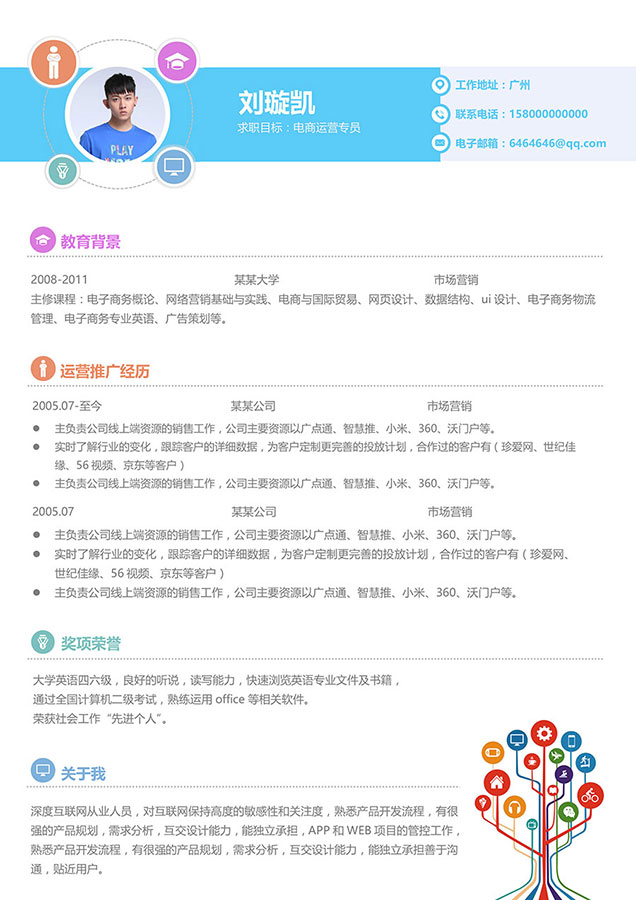 刘璇凯
求职目标：电商运营专员
工作地址：广州
联系电话：158000000000
电子邮箱：6464646@qq.com
PLAY
教育背景
2008-2011 某某大学 市场营销
主修课程：电子商务概论、网络营销基础与实践、电商与国际贸易、网页设计、数据结构、ui 设计、电子商务物流
管理、电子商务专业英语、广告策划等。
运营推广经历
2005.07-至今 某某公司 市场营销
● 主负责公司线上端资源的销售工作，公司主要资源以广点通、智慧推、小米、360、沃门户等。
● 实时了解行业的变化，跟踪客户的详细数据，为客户定制更完善的投放计划，合作过的客户有（珍爱网、世纪佳
缘、56 视频、京东等客户）
● 主负责公司线上端资源的销售工作，公司主要资源以广点通、智慧推、小米、360、沃门户等。
2005.07 某某公司 市场营销
● 主负责公司线上端资源的销售工作，公司主要资源以广点通、智慧推、小米、360、沃门户等。
● 实时了解行业的变化，跟踪客户的详细数据，为客户定制更完善的投放计划，合作过的客户有（珍爱网、
世纪佳缘、56 视频、京东等客户）
● 主负责公司线上端资源的销售工作，公司主要资源以广点通、智慧推、小米、360、沃门户等。
奖项荣誉
大学英语四六级，良好的听说，读写能力，快速浏览英语专业文件及书籍，
通过全国计算机二级考试，熟练运用 office 等相关软件。
荣获社会工作“先进个人”。
关于我
深度互联网从业人员，对互联网保持高度的敏感性和关注度，熟悉产品开发流程，有很
强的产品规划，需求分析，互交设计能力，能独立承担，APP 和 WEB 项目的管控工作，
熟悉产品开发流程，有很强的产品规划，需求分析，互交设计能力，能独立承担善于沟
通，贴近用户。